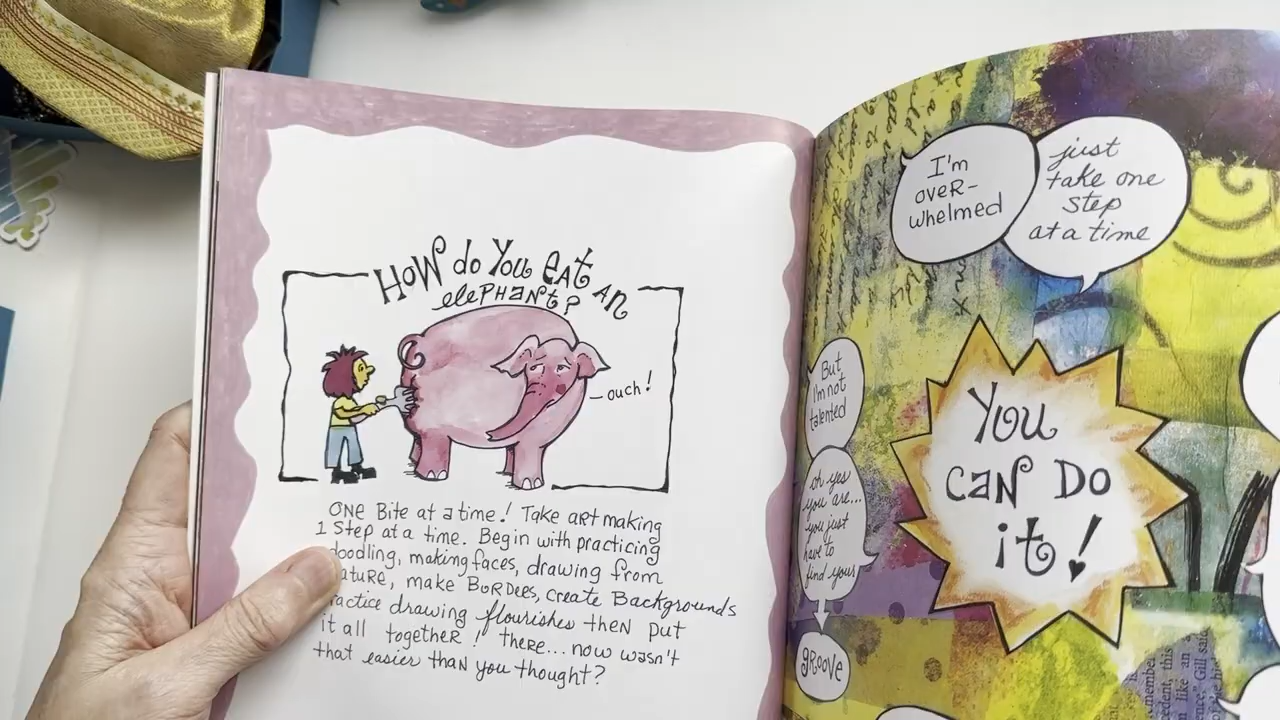 How do You eat an
elephant?
ouch!
One Bite at a time! Take art making
1 Step at a time. Begin with practicing
doodling, making faces, drawing from
make Borders, create Backgrounds
practice drawing flourishes then put
it all together! there... now wasn't
that easier than you thought?
I'm
over-
whelmed
just
take one
step
at a time
But
I'm not
talented
oh yes
you are...
you just
have to
find your
groove
You
can Do
it!